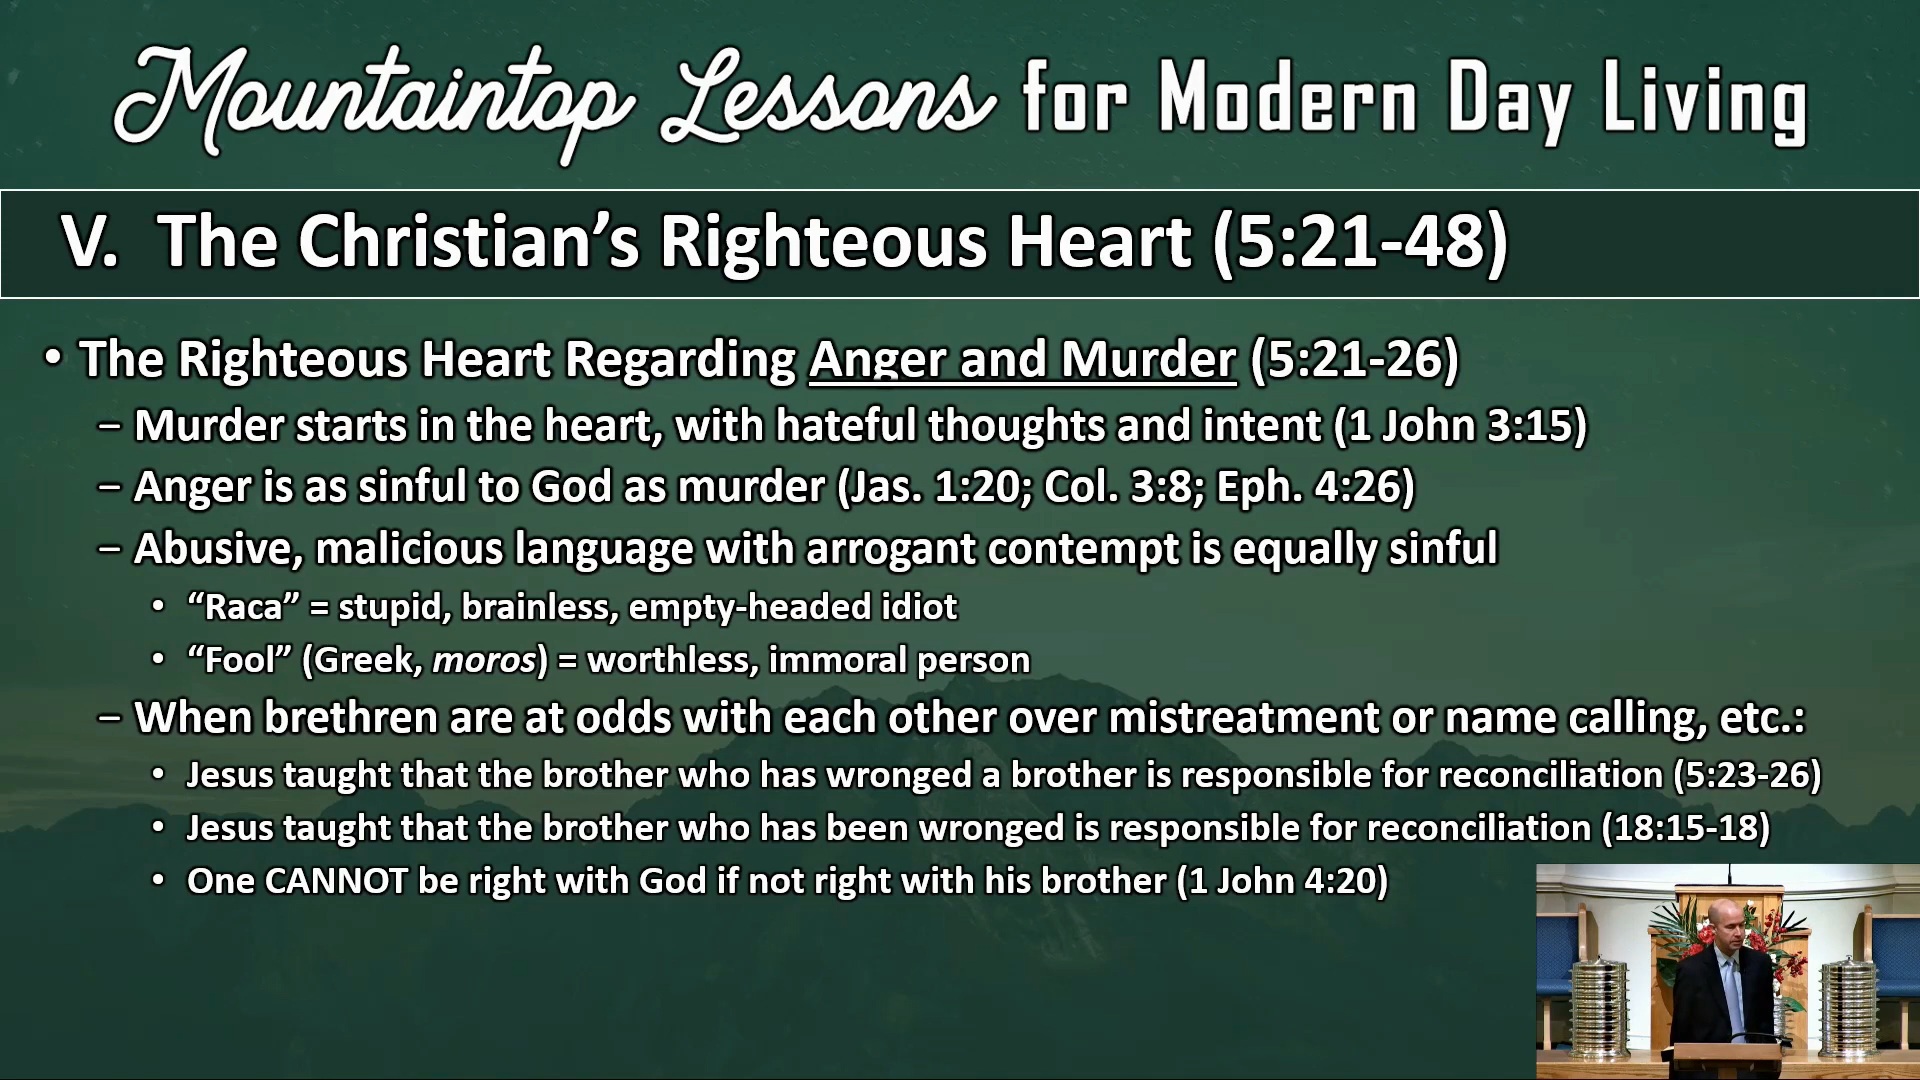 Mountaintop Lessons for Modern Day Living
V. The Christian’s Righteous Heart (5:21-48)
• The Righteous Heart Regarding Anger and Murder (5:21-26)
– Murder starts in the heart, with hateful thoughts and intent (1 John 3:15)
– Anger is as sinful to God as murder (Jas. 1:20; Col. 3:8; Eph. 4:26)
– Abusive, malicious language with arrogant contempt is equally sinful
• “Raca” = stupid, brainless, empty-headed idiot
• “Fool” (Greek, moros) = worthless, immoral person
– When brethren are at odds with each other over mistreatment or name calling, etc.:
• Jesus taught that the brother who has wronged a brother is responsible for reconciliation (5:23-26)
• Jesus taught that the brother who has been wronged is responsible for reconciliation (18:15-18)
• One CANNOT be right with God if not right with his brother (1 John 4:20)